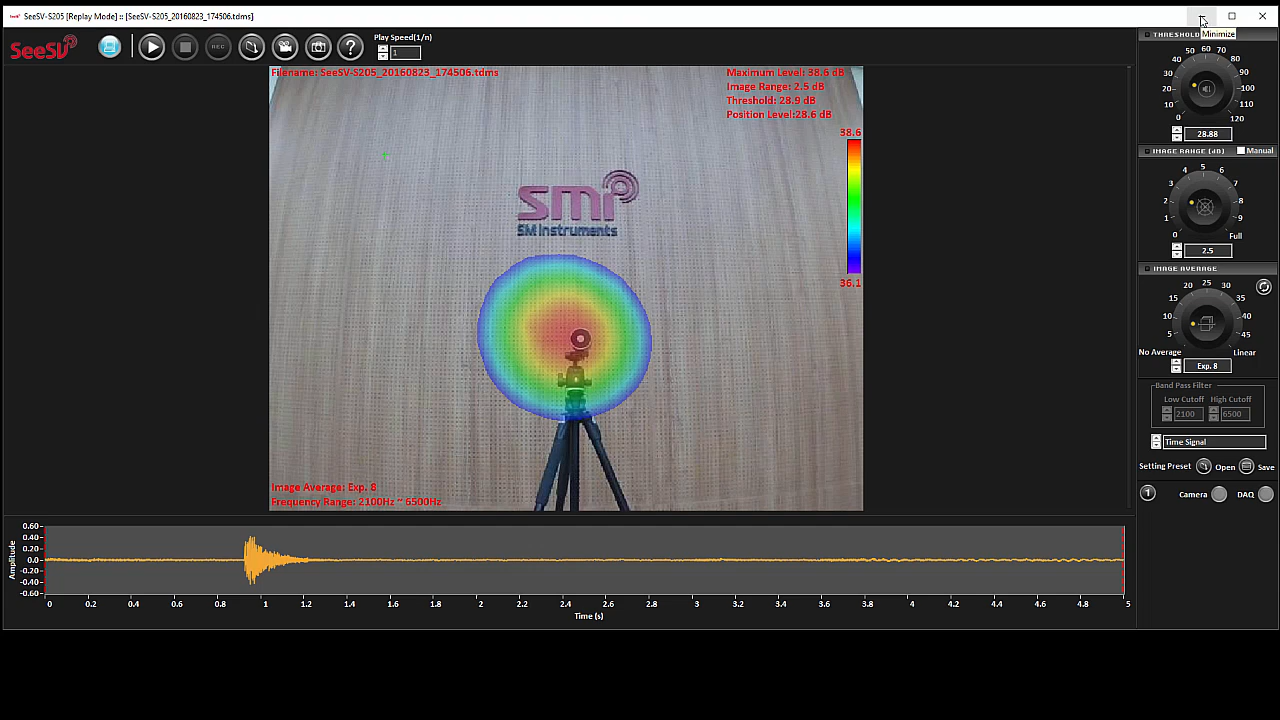 SeeSV-S205 [Replay Mode] :: [SeeSV-S205_20160823_174506.tdms]
Minimize
SeeSV
REC
?
Play Speed(1/n)
1
Filename: SeeSV-S205_20160823_174506.tdms
Maximum Level: 38.6 dB
Image Range: 2.5 dB
Threshold: 28.9 dB
Position Level:28.6 dB
38.6
36.1
smi
SM Instruments
Image Average: Exp. 8
Frequency Range: 2100Hz ~ 6500Hz
THRESHOLD
0 10 20 30 40 50 60 70 80 90 100 110 120
28.88
IMAGE RANGE (dB)
Manual
0 1 2 3 4 5 6 7 8 9 Full
2.5
IMAGE AVERAGE
No Average 5 10 15 20 25 30 35 40 45 Linear
Exp. 8
Band Pass Filter
Low Cutoff High Cutoff
2100 6500
Time Signal
Setting Preset Open Save
1 Camera DAQ
Amplitude
0.60
0.40
0.20
0.0
-0.20
-0.40
-0.60
0 0.2 0.4 0.6 0.8 1 1.2 1.4 1.6 1.8 2 2.2 2.4 2.6 2.8 3 3.2 3.4 3.6 3.8 4 4.2 4.4 4.6 4.8 5
Time (s)